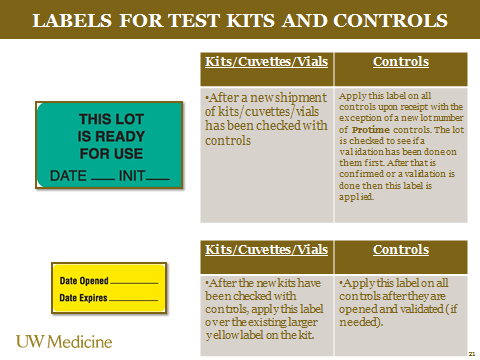 LABELS FOR TEST KITS AND CONTROLS
THIS LOT
IS READY
FOR USE
DATE ___ INIT___
Kits/Cuvettes/Vials
Controls
•After a new shipment
of kits/cuvettes/vials
has been checked with
controls
Apply this label on all
controls upon receipt with the
exception of a new lot number
of Protime controls. The lot
is checked to see if a
validation has been done on
them first. After that is
confirmed or a validation is
done then this label is
applied.
Date Opened
Date Expires
Kits/Cuvettes/Vials
Controls
•After the new kits have
been checked with
controls, apply this label
over the existing larger
yellow label on the kit.
•Apply this label on all
controls after they are
opened and validated (if
needed).
UW Medicine
21